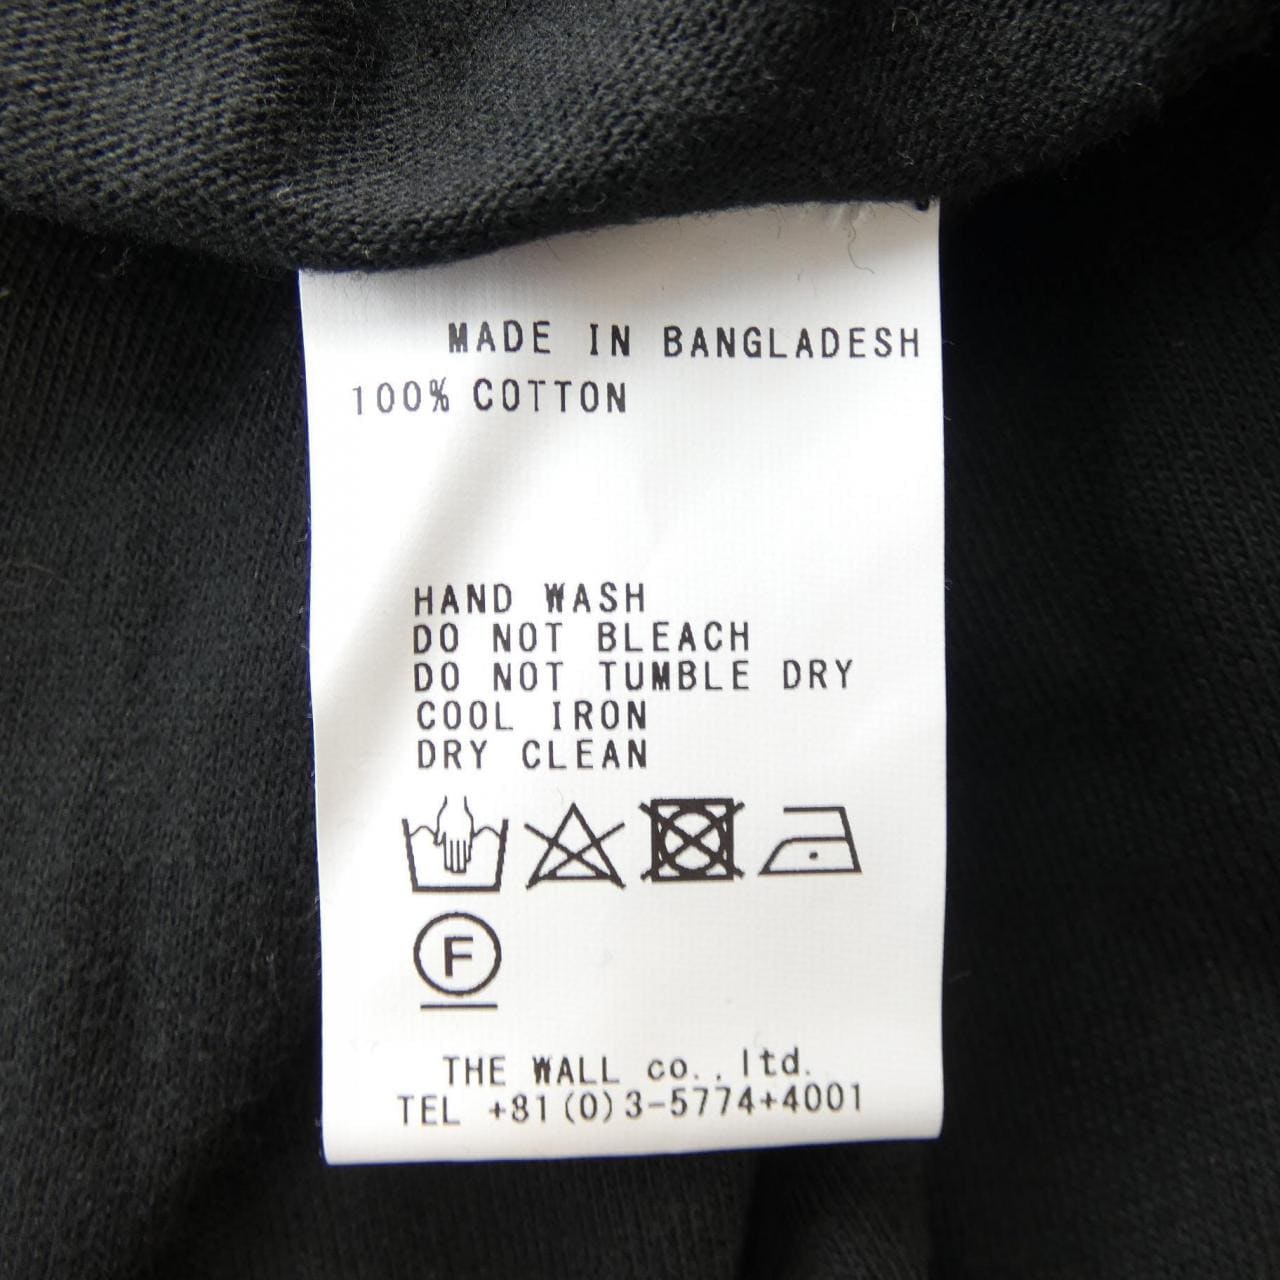 MADE IN BANGLADESH
100% COTTON
HAND WASH
DO NOT BLEACH
DO NOT TUMBLE DRY
COOL IRON
DRY CLEAN
F
THE WALL co.,ltd.
TEL +81(0)3-5774+4001